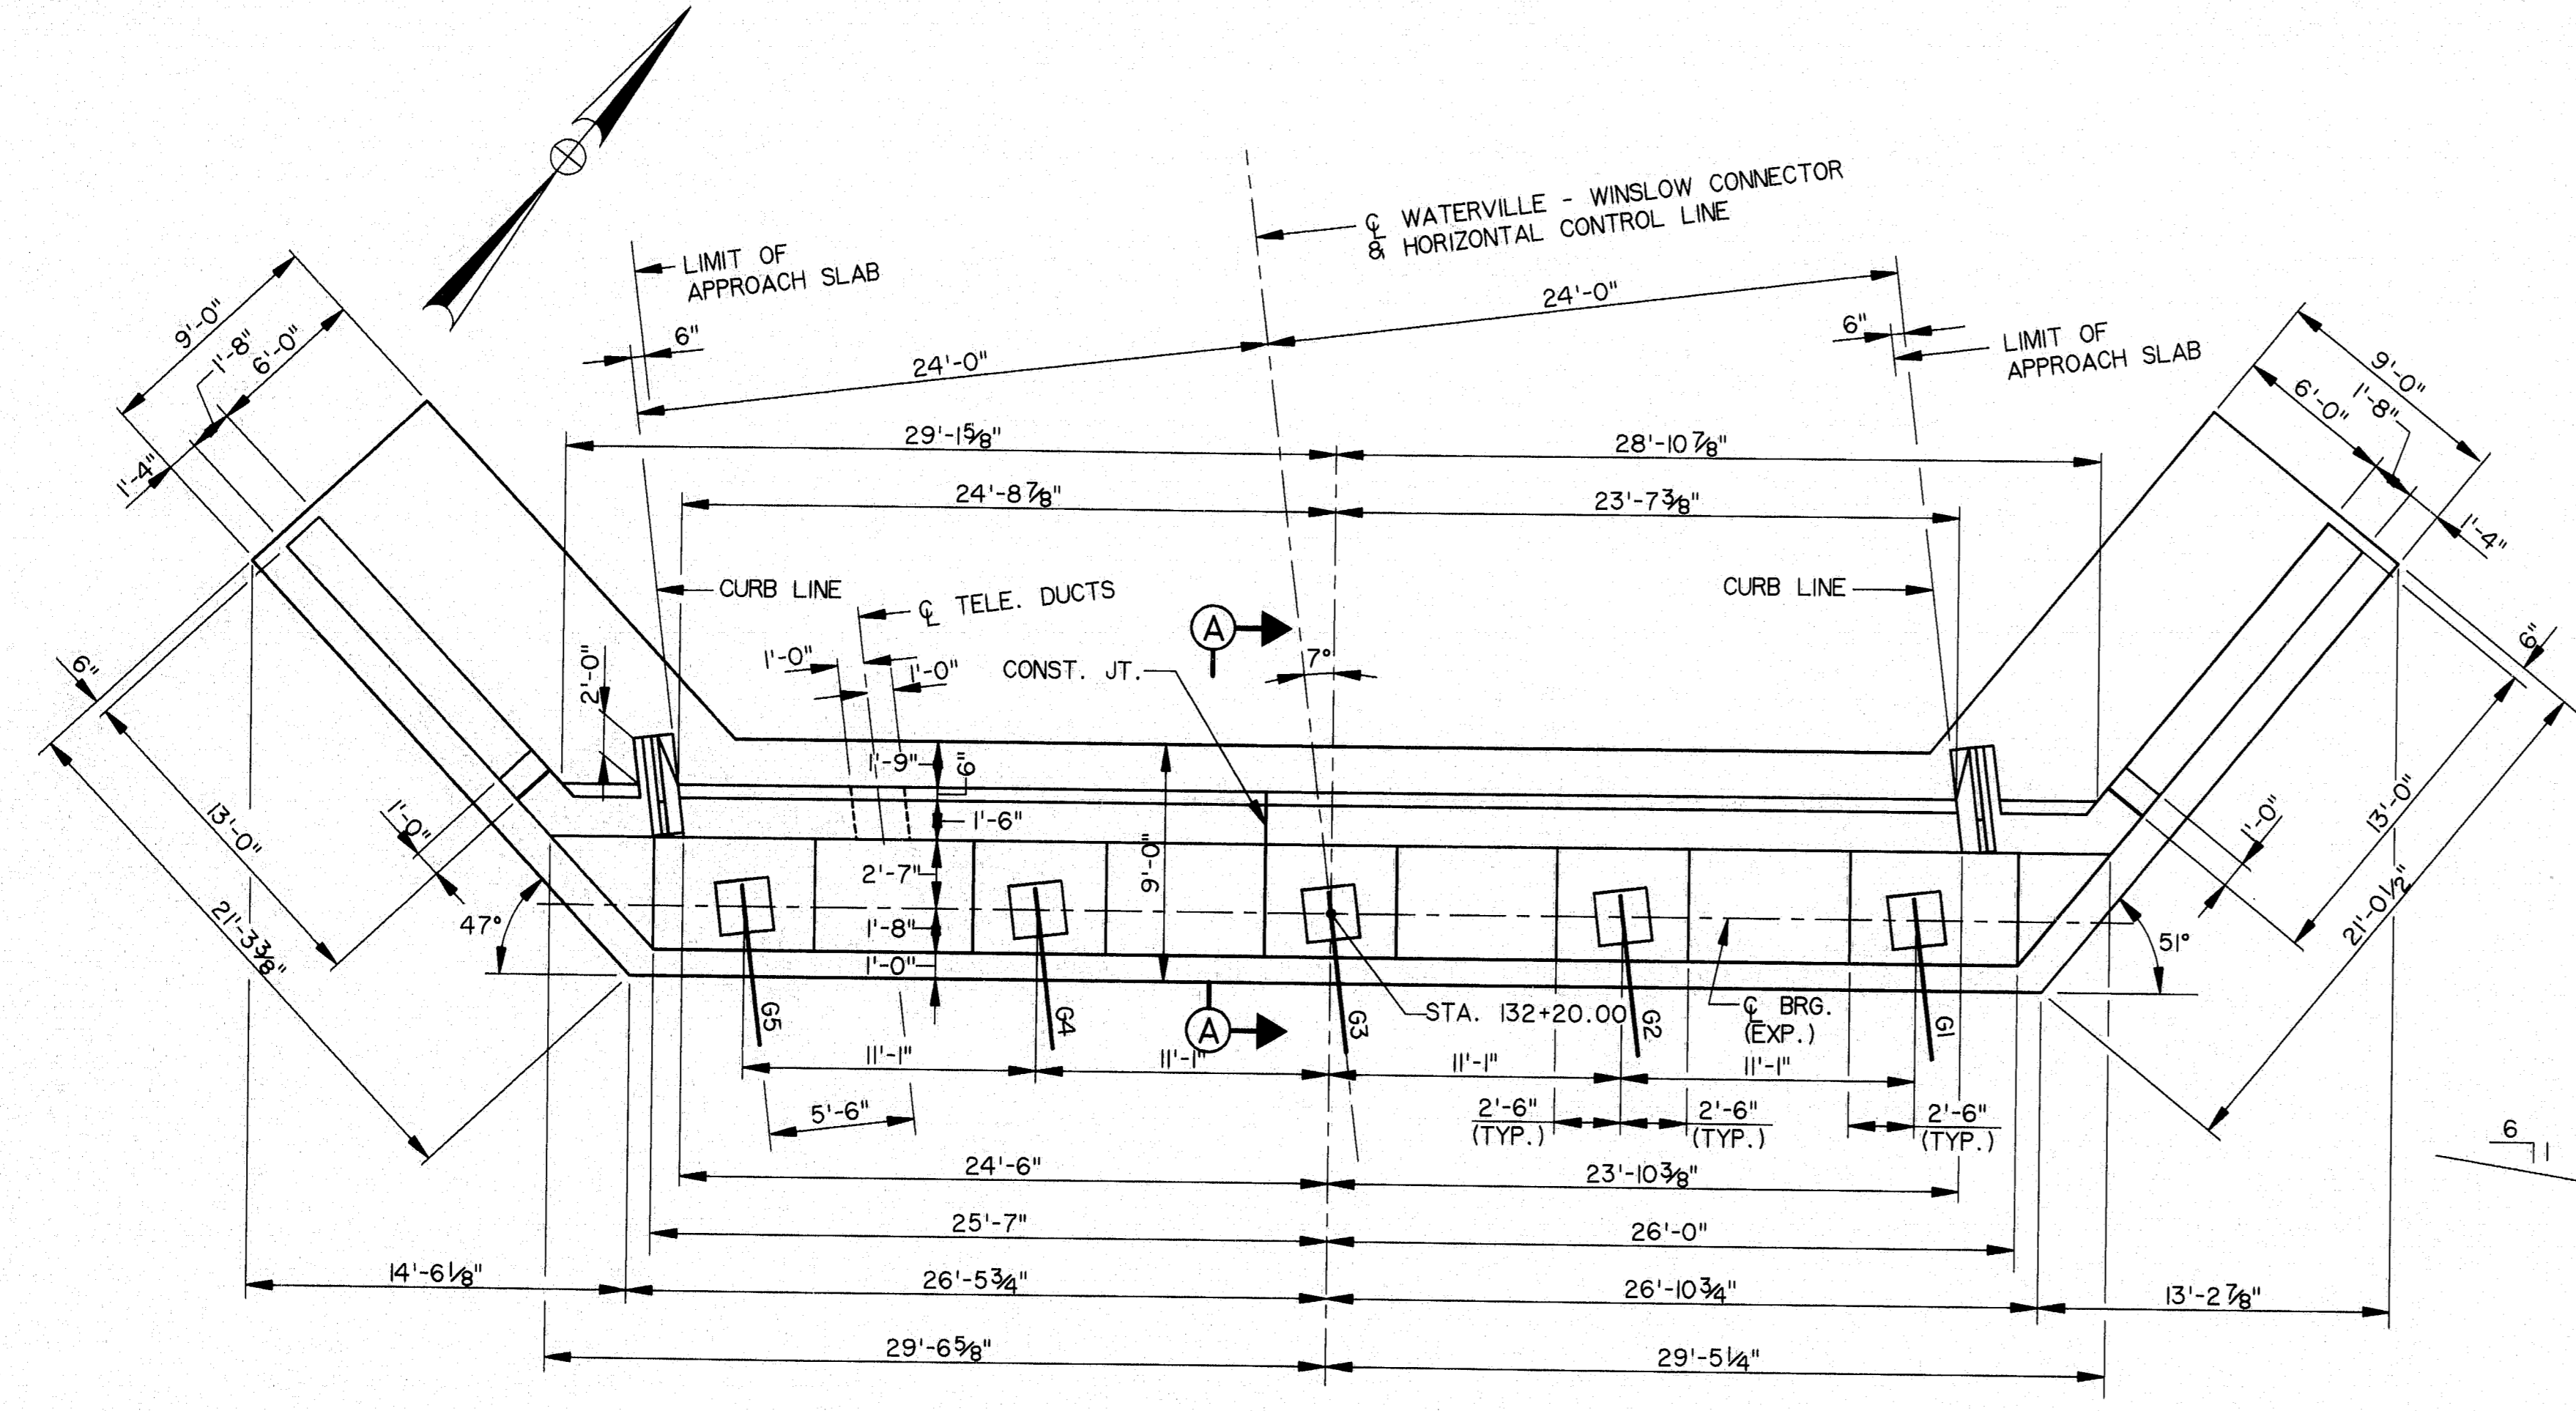 ℄ WATERVILLE - WINSLOW CONNECTOR
& HORIZONTAL CONTROL LINE
LIMIT OF
APPROACH SLAB
6"
24'-0"
24'-0"
6"
LIMIT OF
APPROACH SLAB
9'-0"
1'-8"
6'-0"
1'-4"
9'-0"
6'-0"
1'-8"
1'-4"
29'-1⅝"
28'-10⅞"
24'-8⅞"
23'-7⅜"
CURB LINE
℄ TELE. DUCTS
CURB LINE
A
1'-0"
1'-0"
CONST. JT.
7°
2'-0"
6"
6"
1'-9"
6"
1'-6"
9'-0"
2'-7"
1'-8"
1'-0"
13'-0"
1'-0"
21'-3⅜"
47°
13'-0"
1'-0"
21'-0½"
51°
G5
G4
G3
G2
G1
A
STA. 132+20.00
℄ BRG.
(EXP.)
11'-1"
11'-1"
11'-1"
11'-1"
5'-6"
2'-6"
(TYP.)
2'-6"
(TYP.)
2'-6"
(TYP.)
6
1
24'-6"
23'-10⅜"
25'-7"
26'-0"
14'-6⅛"
26'-5¾"
26'-10¾"
13'-2⅞"
29'-6⅝"
29'-5¼"